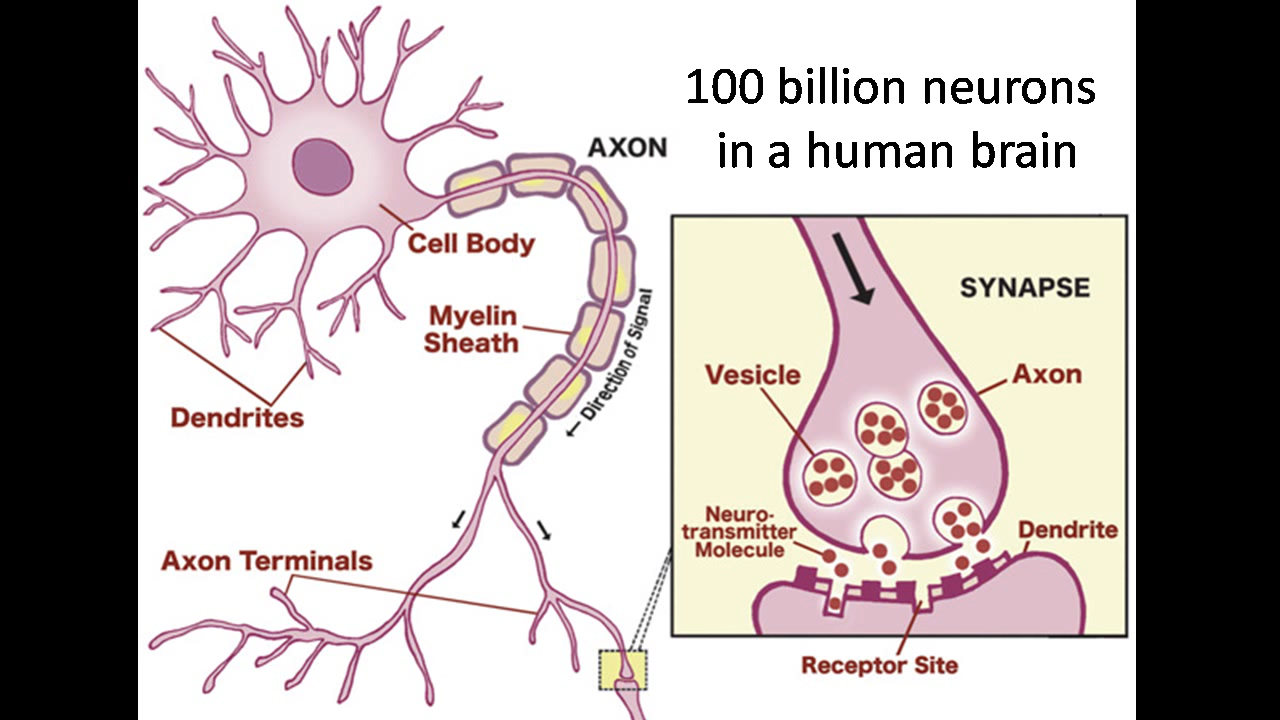 100 billion neurons
in a human brain
AXON
Cell Body
Myelin
Sheath
Direction of Signal
Dendrites
Axon Terminals
SYNAPSE
Vesicle
Axon
Neuro-
transmitter
Molecule
Dendrite
Receptor Site